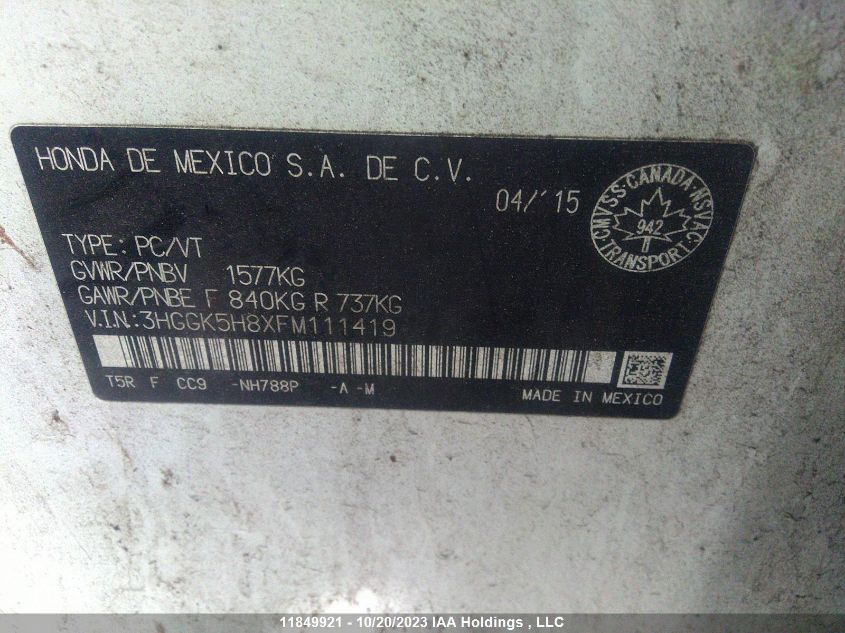 HONDA DE MEXICO S.A. DE C.V.
04/'15
CMVSS·CANADA·NSVAC
942
TRANSPORT
TYPE: PC/VT
GVWR/PNBV 1577KG
GAWR/PNBE F 840KG R 737KG
V.I.N:3HGGK5H8XFM111419
T5R F CC9 -NH788P -A -M
MADE IN MEXICO
11849921 - 10/20/2023 IAA Holdings , LLC